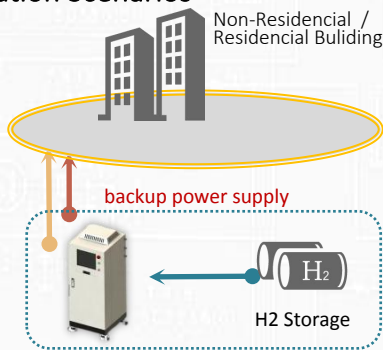 Non-Residencial /
Residencial Buliding
backup power supply
H₂
H2 Storage